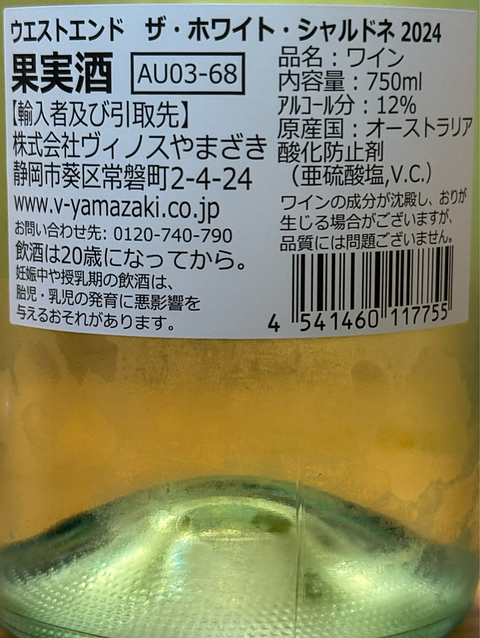 ウエストエンド　ザ・ホワイト・シャルドネ 2024
果実酒 AU03-68
【輸入者及び引取先】
株式会社ヴィノスやまざき
静岡市葵区常磐町2-4-24
www.v-yamazaki.co.jp
お問い合わせ先: 0120-740-790
飲酒は20歳になってから。
妊娠中や授乳期の飲酒は、
胎児・乳児の発育に悪影響を
与えるおそれがあります。
品名：ワイン
内容量：750ml
アルコール分：12%
原産国：オーストラリア
酸化防止剤
（亜硫酸塩,V.C.）
ワインの成分が沈殿し、おりが
生じる場合がございますが、
品質には問題ございません。
4 541460 117755